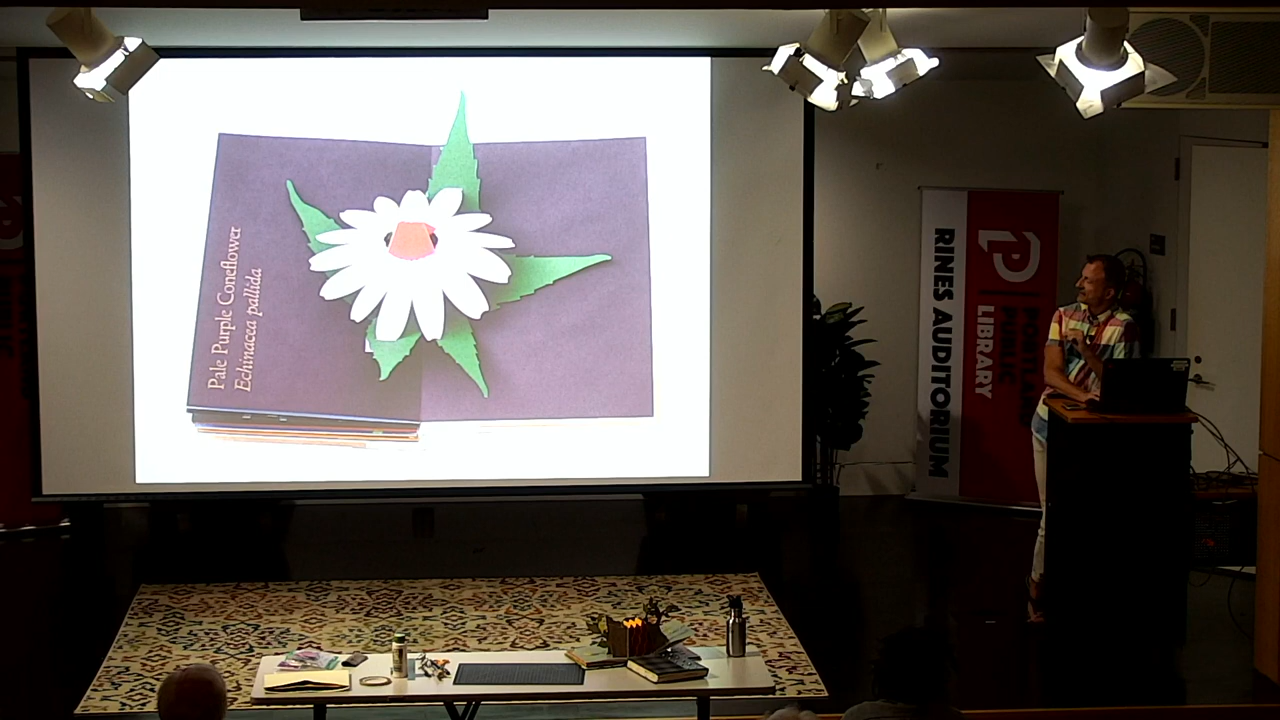 Pale Purple Coneflower
Echinacea pallida
RINES AUDITORIUM
PORTLAND
PUBLIC
LIBRARY